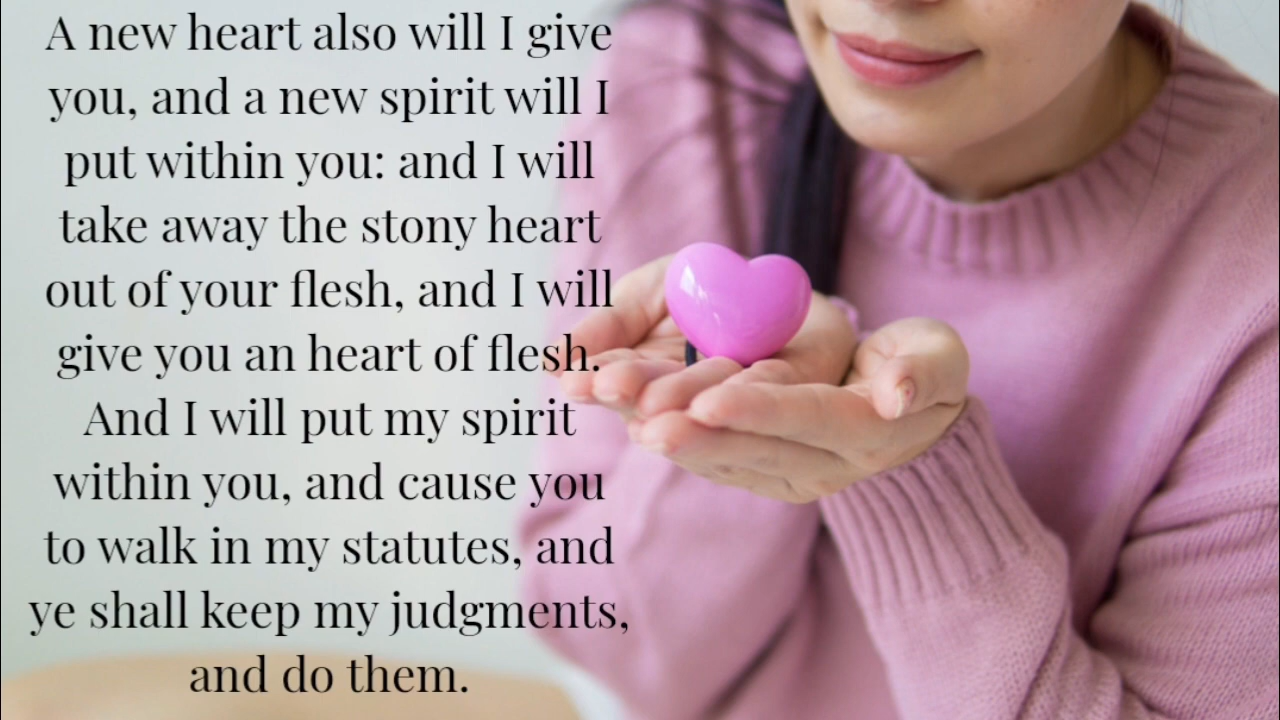 A new heart also will I give
you, and a new spirit will I
put within you: and I will
take away the stony heart
out of your flesh, and I will
give you an heart of flesh.
And I will put my spirit
within you, and cause you
to walk in my statutes, and
ye shall keep my judgments,
and do them.